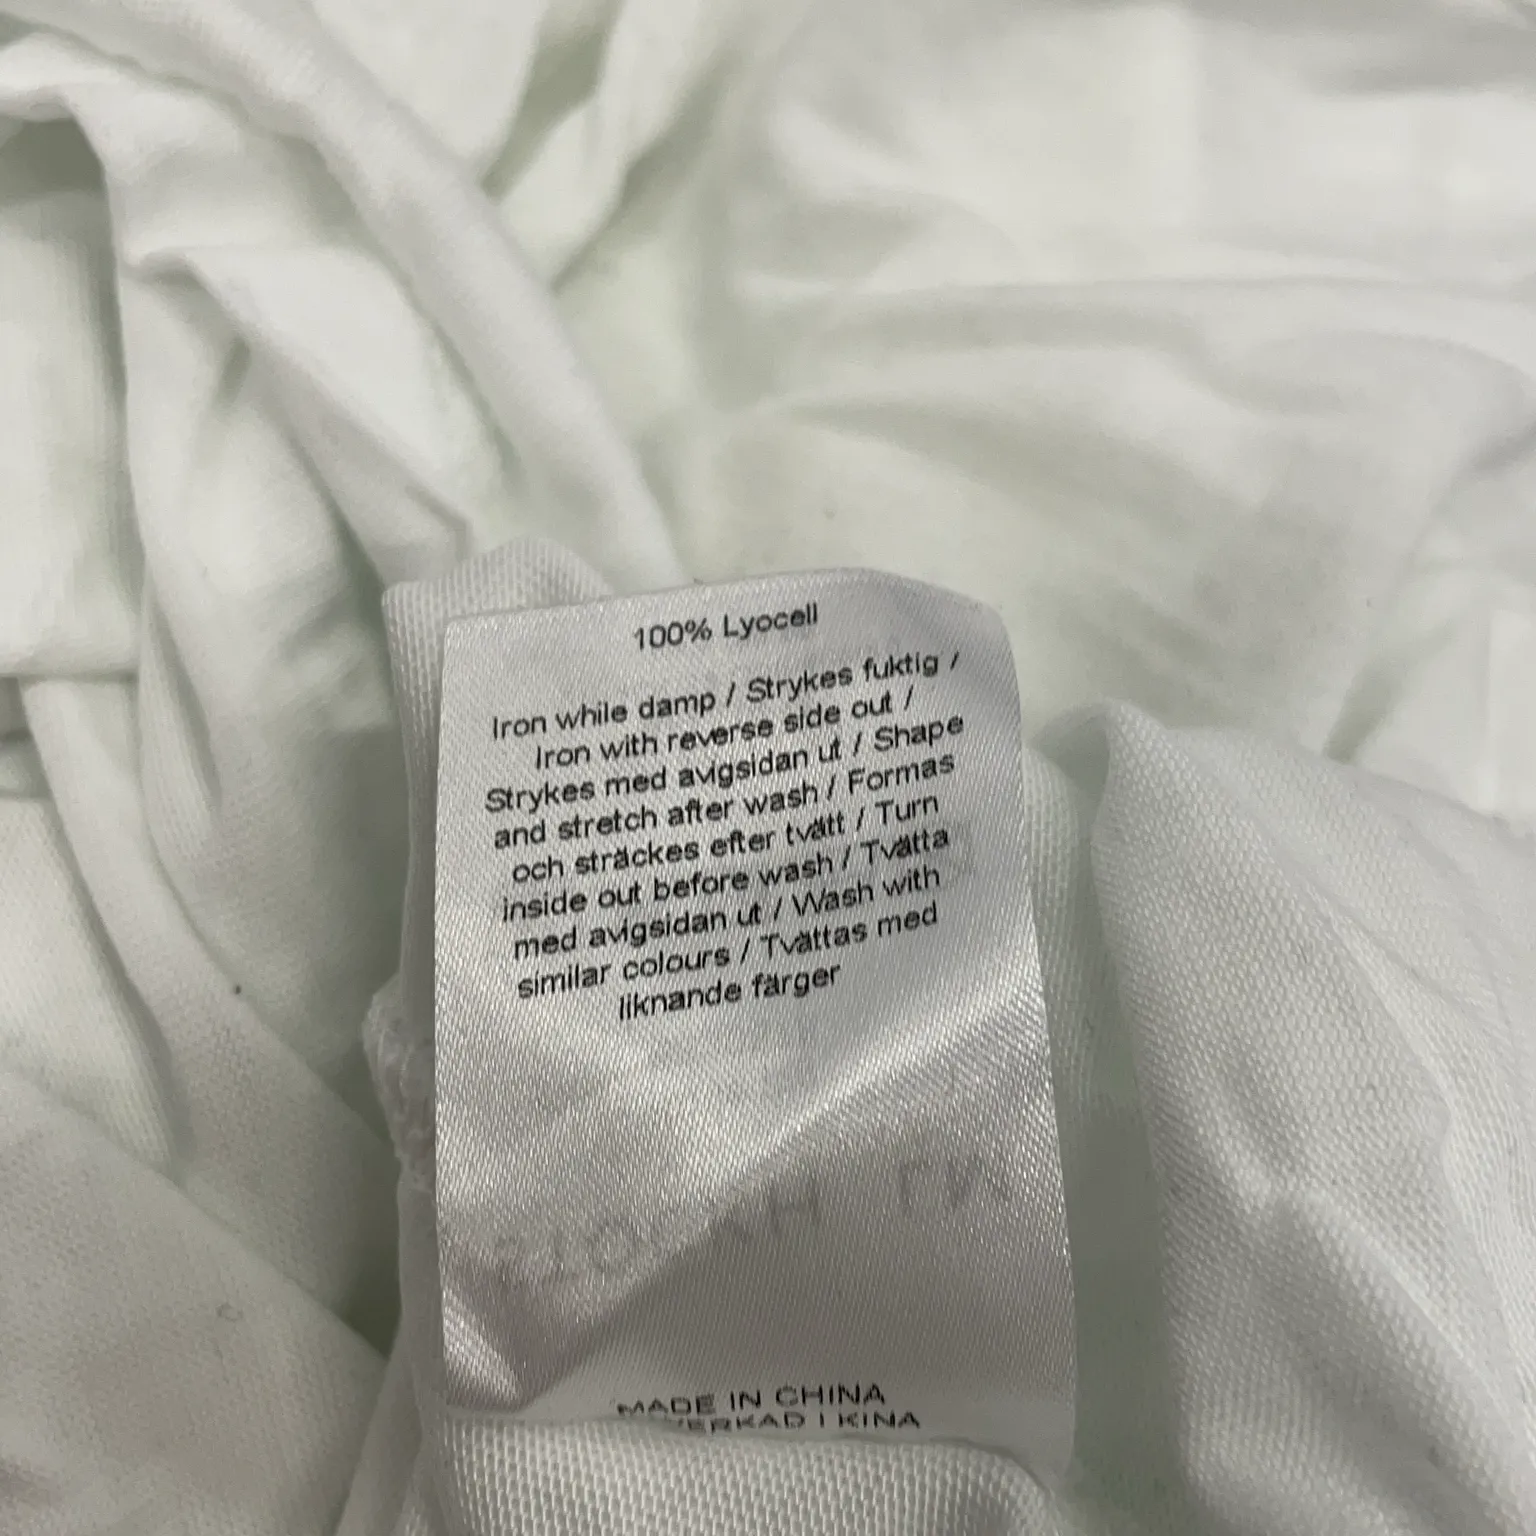 100% Lyocell
Iron while damp / Strykes fuktig /
Iron with reverse side out /
Strykes med avigsidan ut / Shape
and stretch after wash / Formas
och sträckes efter tvätt / Turn
inside out before wash / Tvätta
med avigsidan ut / Wash with
similar colours / Tvättas med
liknande färger
MADE IN CHINA
I KINA